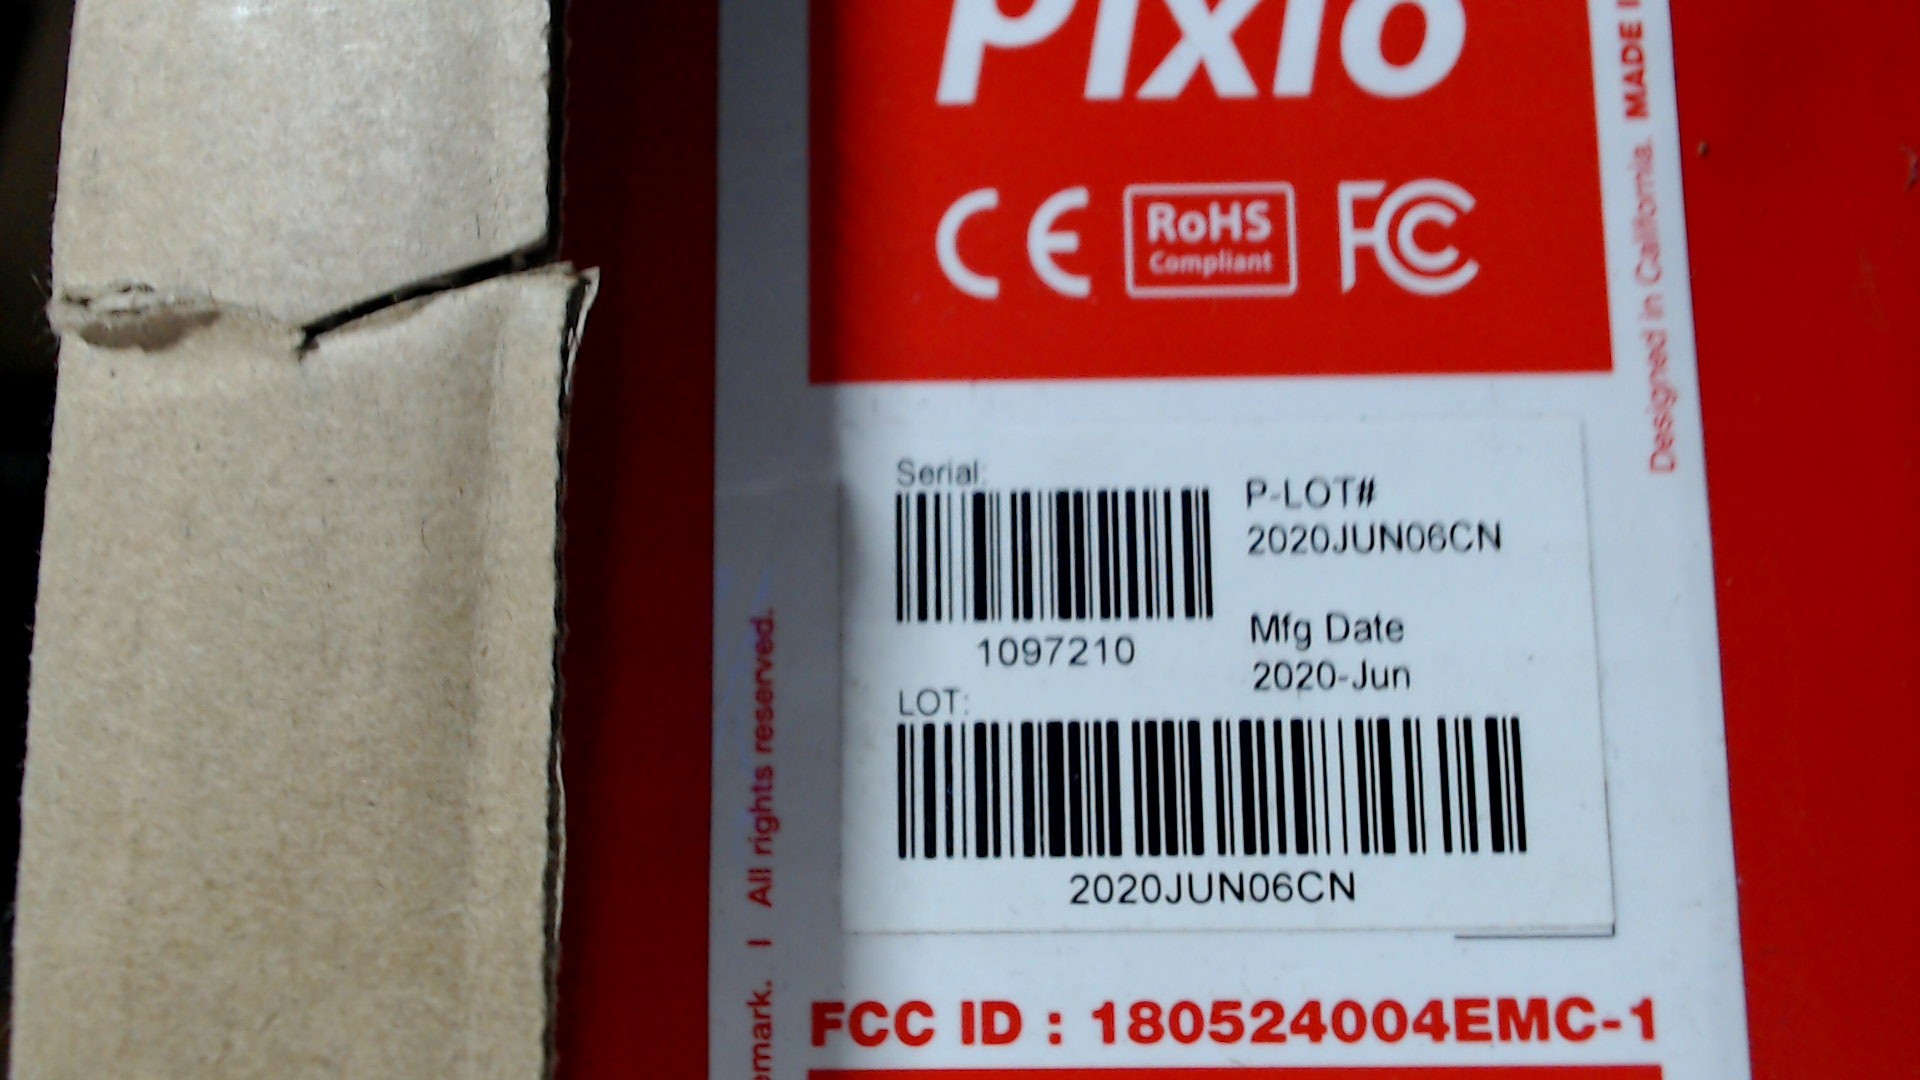 Pixio
CE
RoHS
Compliant
FC
Designed in California. MADE
Serial:
1097210
P-LOT#
2020JUN06CN
Mfg Date
2020-Jun
LOT:
2020JUN06CN
All rights reserved.
FCC ID : 180524004EMC-1